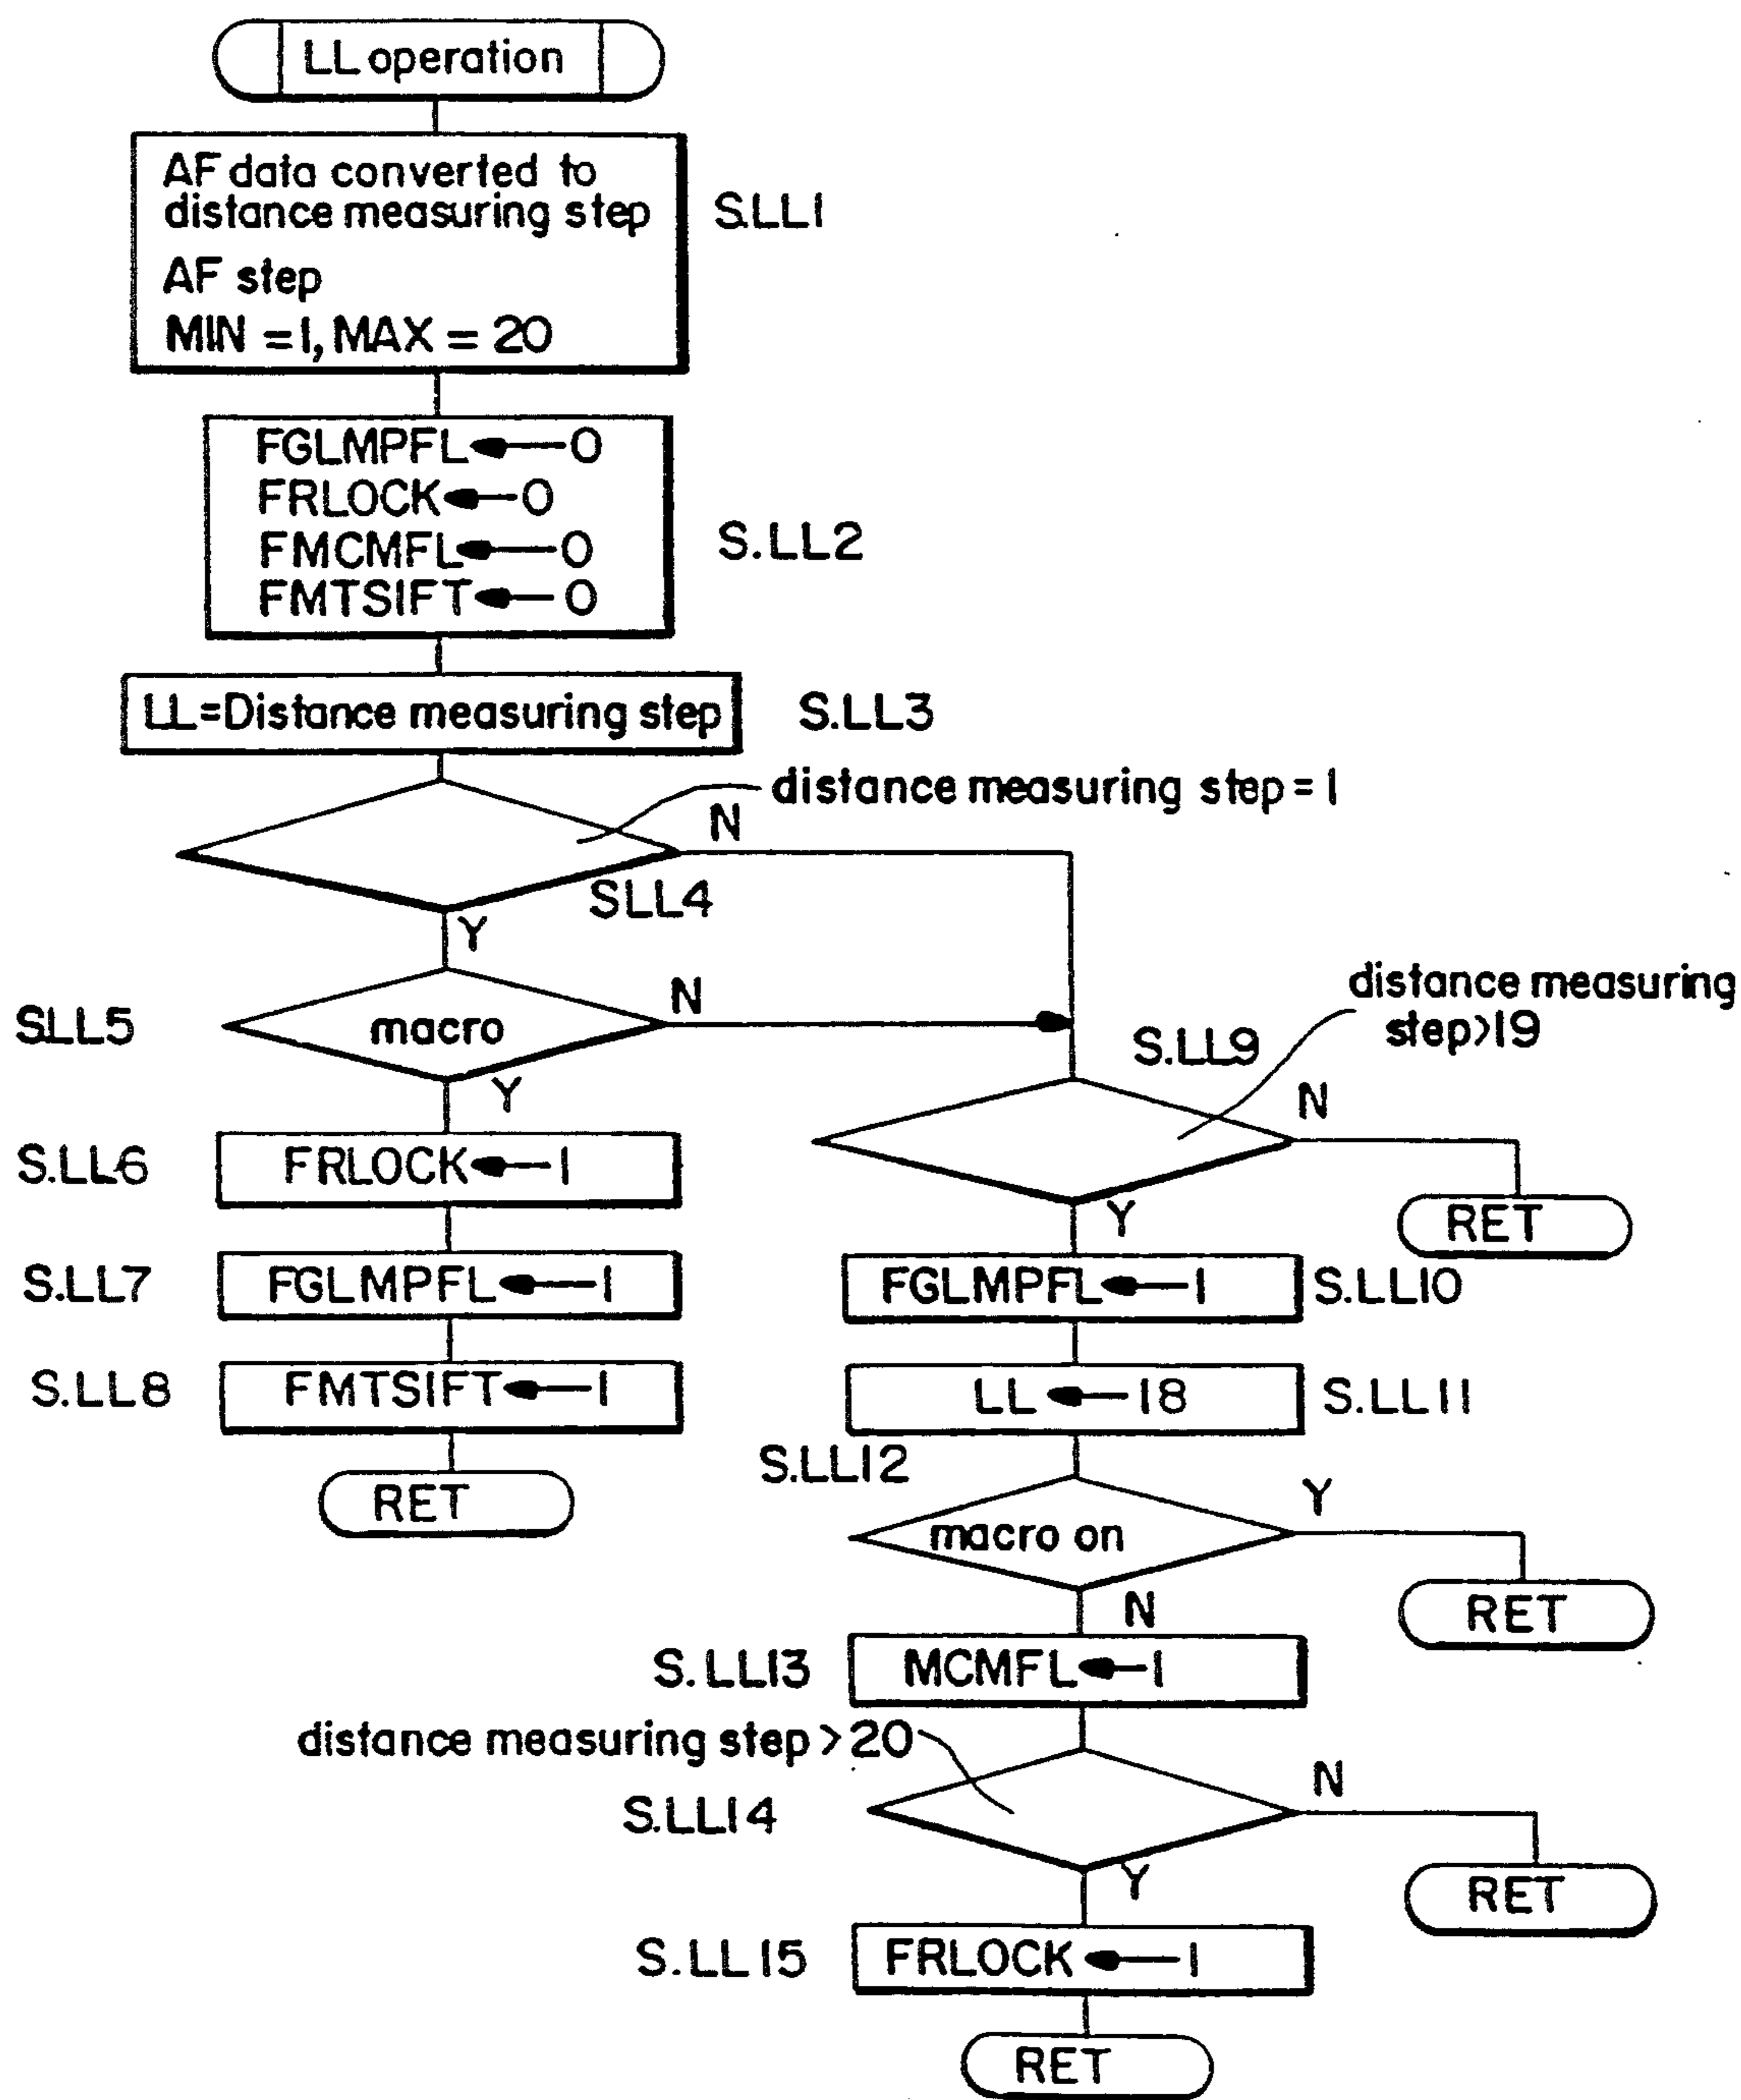 LL operation
AF data converted to
distance measuring step
AF step
MIN =1, MAX = 20
S.LL1
FGLMPFL←0
FRLOCK←0
FMCMFL←0
FMTSIFT←0
S.LL2
LL=Distance measuring step
S.LL3
distance measuring step = 1
N
SLL4
Y
S.LL5
macro
N
Y
S.LL6
FRLOCK←1
S.LL7
FGLMPFL←1
S.LL8
FMTSIFT←1
RET
distance measuring
step>19
S.LL9
N
RET
Y
FGLMPFL←1
S.LL10
LL←18
S.LL11
S.LL12
macro on
Y
RET
N
S.LL13
MCMFL←1
distance measuring step >20
S.LL14
N
RET
Y
S.LL15
FRLOCK←1
RET